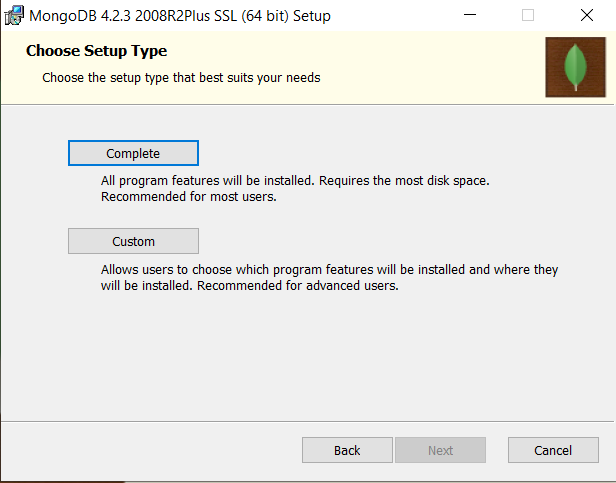 MongoDB 4.2.3 2008R2Plus SSL (64 bit) Setup
Choose Setup Type
Choose the setup type that best suits your needs
Complete
All program features will be installed. Requires the most disk space.
Recommended for most users.
Custom
Allows users to choose which program features will be installed and where they
will be installed. Recommended for advanced users.
Back
Next
Cancel